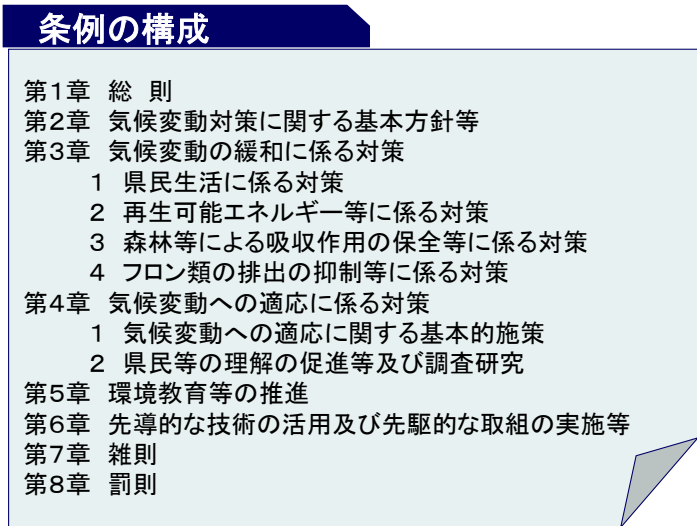 条例の構成
第1章 総 則
第2章 気候変動対策に関する基本方針等
第3章 気候変動の緩和に係る対策
1 県民生活に係る対策
2 再生可能エネルギー等に係る対策
3 森林等による吸収作用の保全等に係る対策
4 フロン類の排出の抑制等に係る対策
第4章 気候変動への適応に係る対策
1 気候変動への適応に関する基本的施策
2 県民等の理解の促進等及び調査研究
第5章 環境教育等の推進
第6章 先導的な技術の活用及び先駆的な取組の実施等
第7章 雑則
第8章 罰則